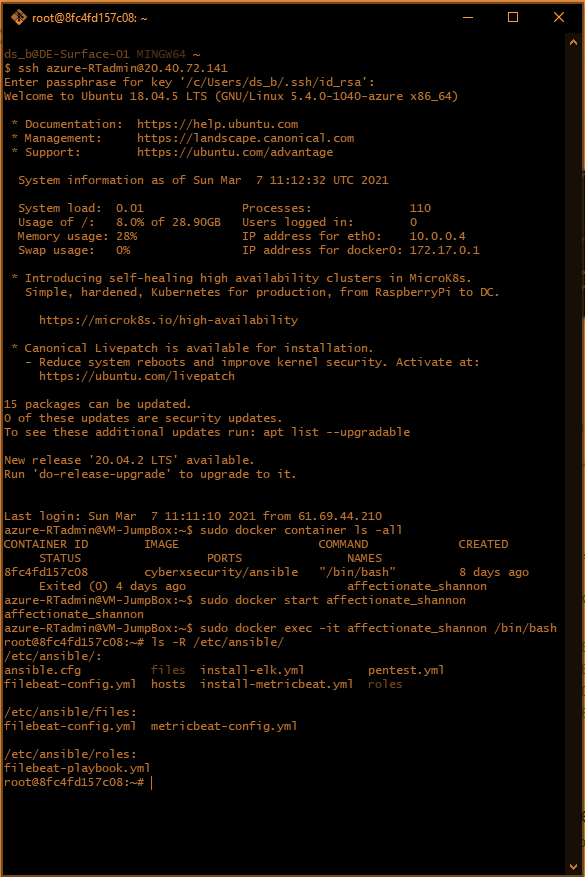 root@8fc4fd157c08: ~
ds_b@DE-Surface-01 MINGW64 ~
$ ssh azure-RTadmin@20.40.72.141
Enter passphrase for key '/c/Users/ds_b/.ssh/id_rsa':
Welcome to Ubuntu 18.04.5 LTS (GNU/Linux 5.4.0-1040-azure x86_64)

 * Documentation:  https://help.ubuntu.com
 * Management:     https://landscape.canonical.com
 * Support:        https://ubuntu.com/advantage

  System information as of Sun Mar  7 11:12:32 UTC 2021

  System load:  0.01              Processes:              110
  Usage of /:   8.0% of 28.90GB   Users logged in:        0
  Memory usage: 28%               IP address for eth0:    10.0.0.4
  Swap usage:   0%                IP address for docker0: 172.17.0.1

 * Introducing self-healing high availability clusters in MicroK8s.
   Simple, hardened, Kubernetes for production, from RaspberryPi to DC.

     https://microk8s.io/high-availability

 * Canonical Livepatch is available for installation.
   - Reduce system reboots and improve kernel security. Activate at:
     https://ubuntu.com/livepatch

15 packages can be updated.
0 of these updates are security updates.
To see these additional updates run: apt list --upgradable

New release '20.04.2 LTS' available.
Run 'do-release-upgrade' to upgrade to it.

Last login: Sun Mar  7 11:11:10 2021 from 61.69.44.210
azure-RTadmin@VM-JumpBox:~$ sudo docker container ls -all
CONTAINER ID        IMAGE                    COMMAND             CREATED
     STATUS                  PORTS               NAMES
8fc4fd157c08        cyberxsecurity/ansible   "/bin/bash"         8 days ago
     Exited (0) 4 days ago                       affectionate_shannon
azure-RTadmin@VM-JumpBox:~$ sudo docker start affectionate_shannon
affectionate_shannon
azure-RTadmin@VM-JumpBox:~$ sudo docker exec -it affectionate_shannon /bin/bash
root@8fc4fd157c08:~# ls -R /etc/ansible/
/etc/ansible/:
ansible.cfg          files  install-elk.yml         pentest.yml
filebeat-config.yml  hosts  install-metricbeat.yml  roles

/etc/ansible/files:
filebeat-config.yml  metricbeat-config.yml

/etc/ansible/roles:
filebeat-playbook.yml
root@8fc4fd157c08:~#